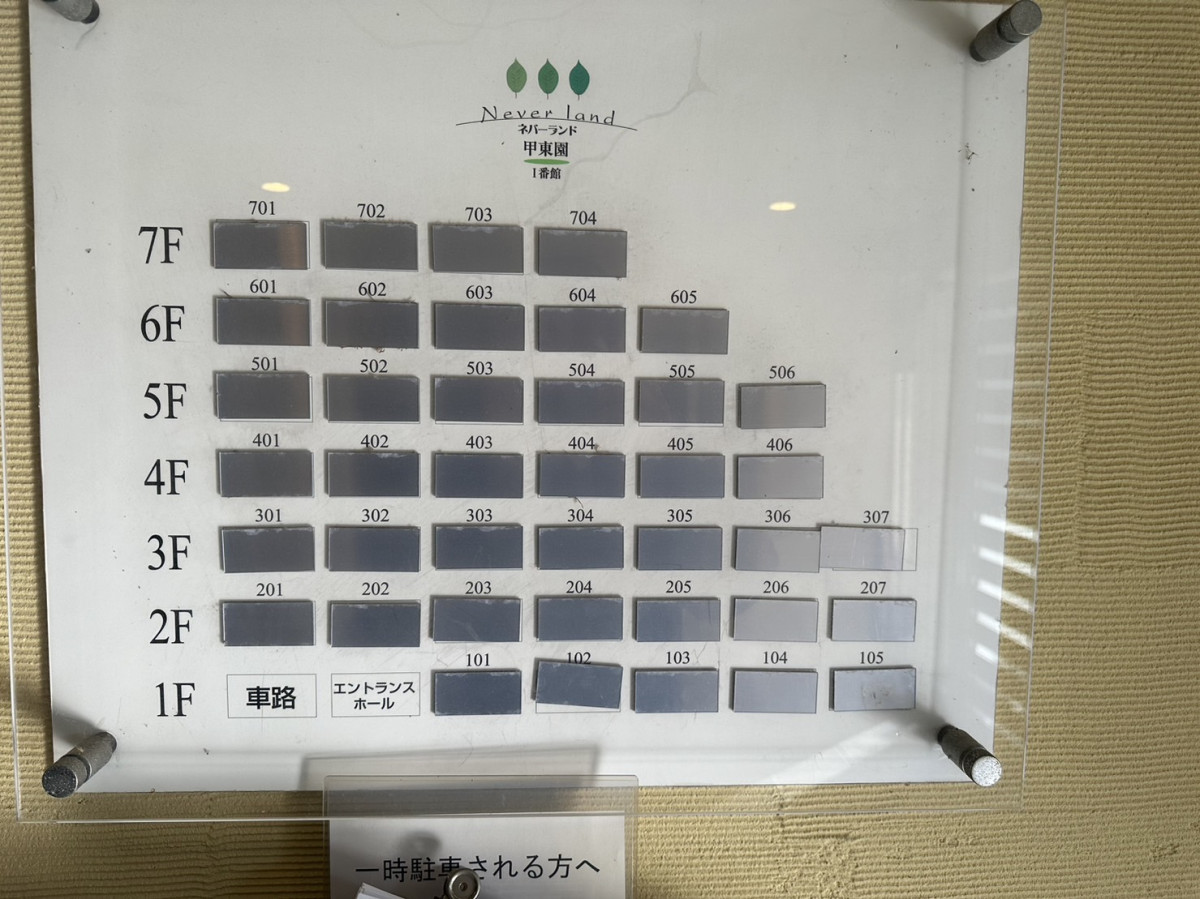 Never land
ネバーランド
甲東園
I番館
701 702 703 704
7F
601 602 603 604 605
6F
501 502 503 504 505 506
5F
401 402 403 404 405 406
4F
301 302 303 304 305 306 307
3F
201 202 203 204 205 206 207
2F
101 102 103 104 105
1F 車路 エントランス
ホール
一時駐車される方へ